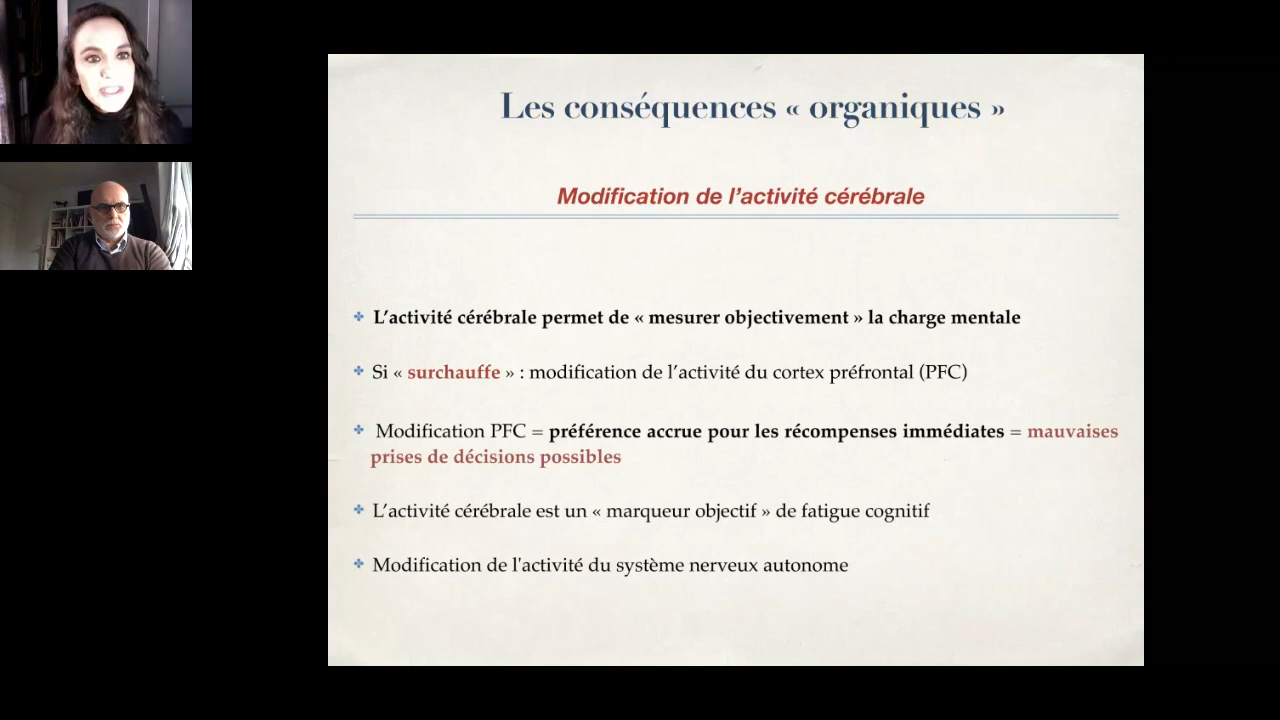 Les conséquences « organiques »
Modification de l’activité cérébrale
L’activité cérébrale permet de « mesurer objectivement » la charge mentale
Si « surchauffe » : modification de l’activité du cortex préfrontal (PFC)
Modification PFC = préférence accrue pour les récompenses immédiates = mauvaises
prises de décisions possibles
L’activité cérébrale est un « marqueur objectif » de fatigue cognitif
Modification de l'activité du système nerveux autonome